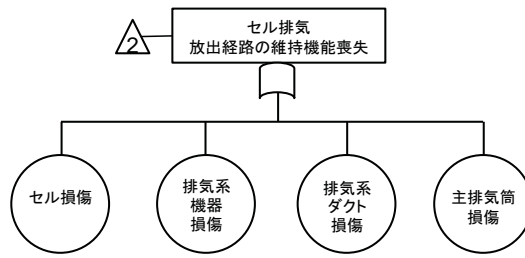 セル排気
放出経路の維持機能喪失
2
セル損傷
排気系
機器
損傷
排気系
ダクト
損傷
主排気筒
損傷